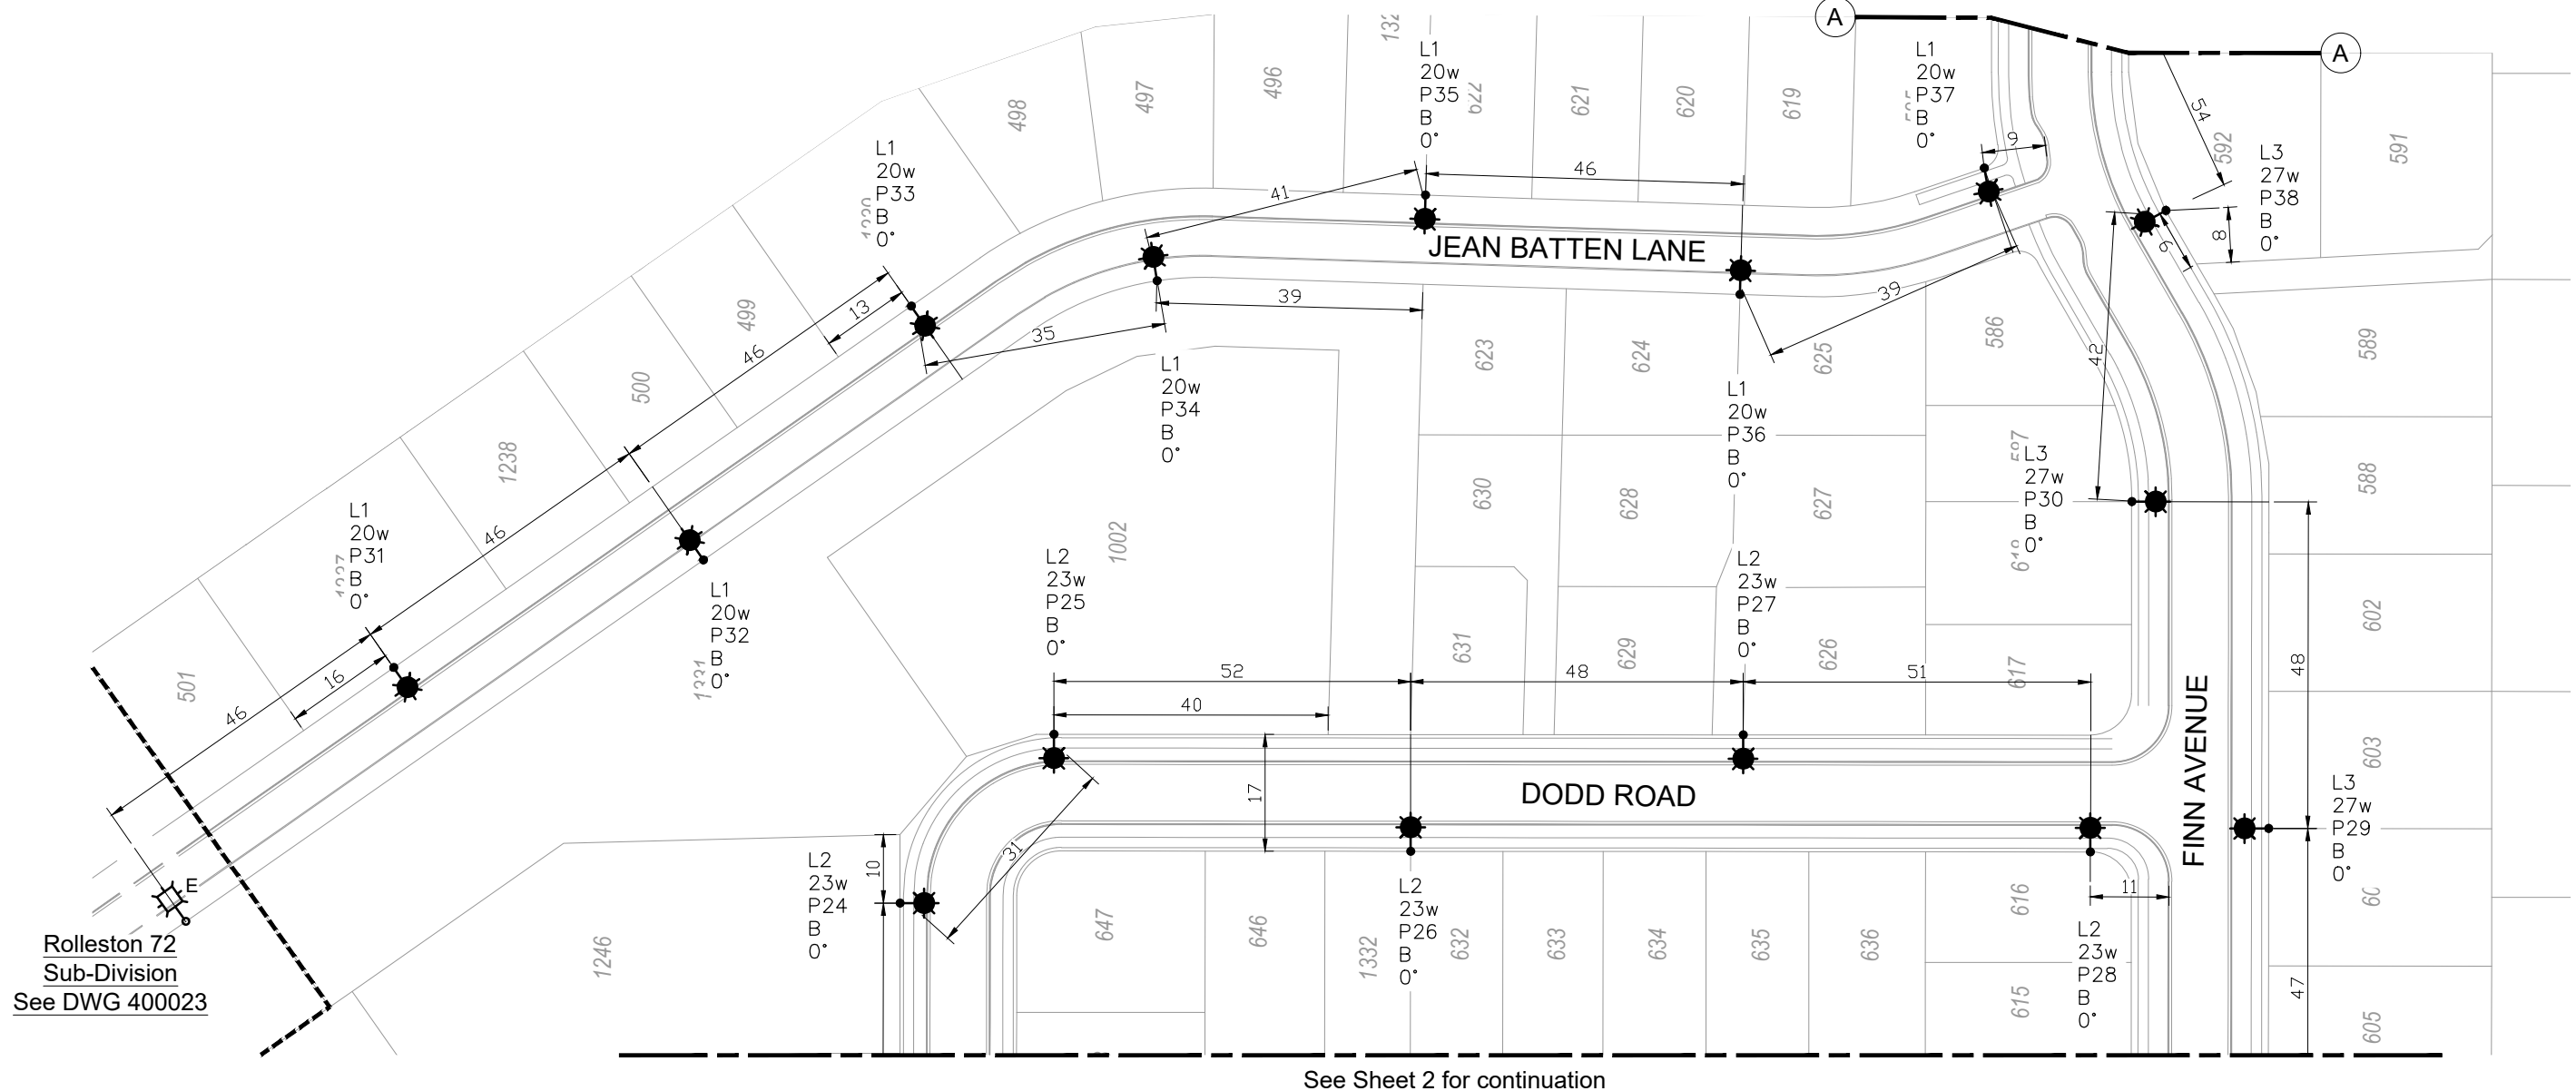 A
A
L1
20w
P35
B
0°
L1
20w
P37
B
0°
L1
20w
P33
B
0°
L3
27w
P38
B
0°
498
497
496
621
620
619
592
591
54
9
46
41
8
6
JEAN BATTEN LANE
13
46
499
500
1238
35
39
39
42
L1
20w
P34
B
0°
L1
20w
P36
B
0°
623
624
625
586
589
588
L1
20w
P31
B
0°
46
L1
20w
P32
B
0°
1002
630
628
627
L3
27w
P30
B
0°
L2
23w
P25
B
0°
L2
23w
P27
B
0°
631
629
626
617
602
603
501
16
46
52
48
51
40
48
17
DODD ROAD
FINN AVENUE
L3
27w
P29
B
0°
31
10
L2
23w
P24
B
0°
L2
23w
P26
B
0°
L2
23w
P28
B
0°
11
E
Rolleston 72
Sub-Division
See DWG 400023
1246
647
646
1332
632
633
634
635
636
616
615
47
605
See Sheet 2 for continuation